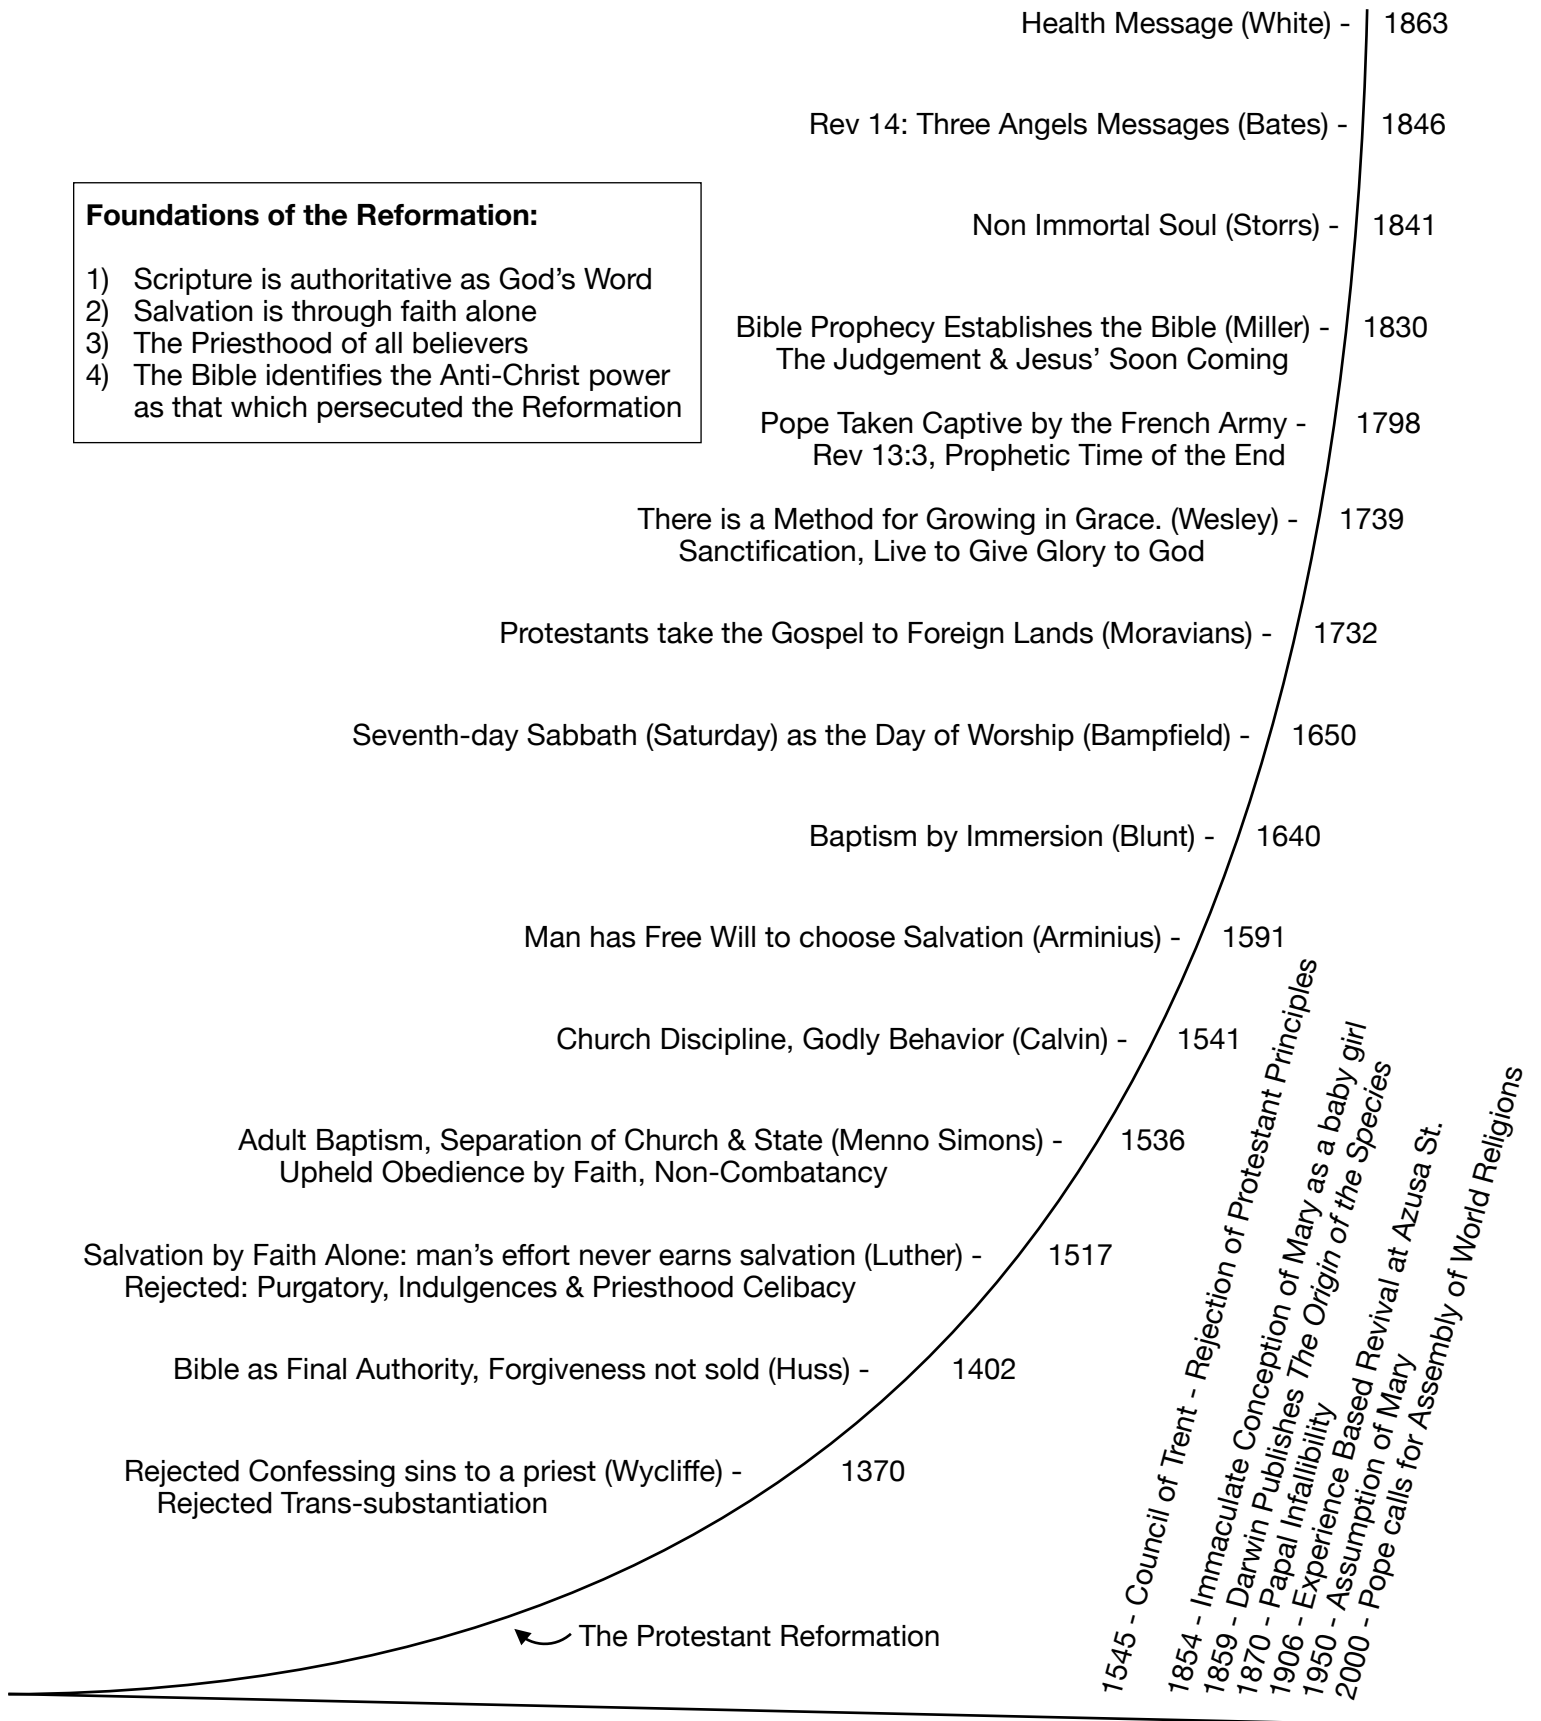 Health Message (White) - 1863
Rev 14: Three Angels Messages (Bates) - 1846
Foundations of the Reformation:
1) Scripture is authoritative as God’s Word
2) Salvation is through faith alone
3) The Priesthood of all believers
4) The Bible identifies the Anti-Christ power
as that which persecuted the Reformation
Non Immortal Soul (Storrs) - 1841
Bible Prophecy Establishes the Bible (Miller) - 1830
The Judgement & Jesus’ Soon Coming
Pope Taken Captive by the French Army - 1798
Rev 13:3, Prophetic Time of the End
There is a Method for Growing in Grace. (Wesley) - 1739
Sanctification, Live to Give Glory to God
Protestants take the Gospel to Foreign Lands (Moravians) - 1732
Seventh-day Sabbath (Saturday) as the Day of Worship (Bampfield) - 1650
Baptism by Immersion (Blunt) - 1640
Man has Free Will to choose Salvation (Arminius) - 1591
Church Discipline, Godly Behavior (Calvin) - 1541
Adult Baptism, Separation of Church & State (Menno Simons) - 1536
Upheld Obedience by Faith, Non-Combatancy
Salvation by Faith Alone: man’s effort never earns salvation (Luther) - 1517
Rejected: Purgatory, Indulgences & Priesthood Celibacy
Bible as Final Authority, Forgiveness not sold (Huss) - 1402
Rejected Confessing sins to a priest (Wycliffe) - 1370
Rejected Trans-substantiation
The Protestant Reformation
1545 - Council of Trent - Rejection of Protestant Principles
1854 - Immaculate Conception of Mary as a baby girl
1859 - Darwin Publishes The Origin of the Species
1870 - Papal Infallibility
1906 - Experience Based Revival at Azusa St.
1950 - Assumption of Mary
2000 - Pope calls for Assembly of World Religions